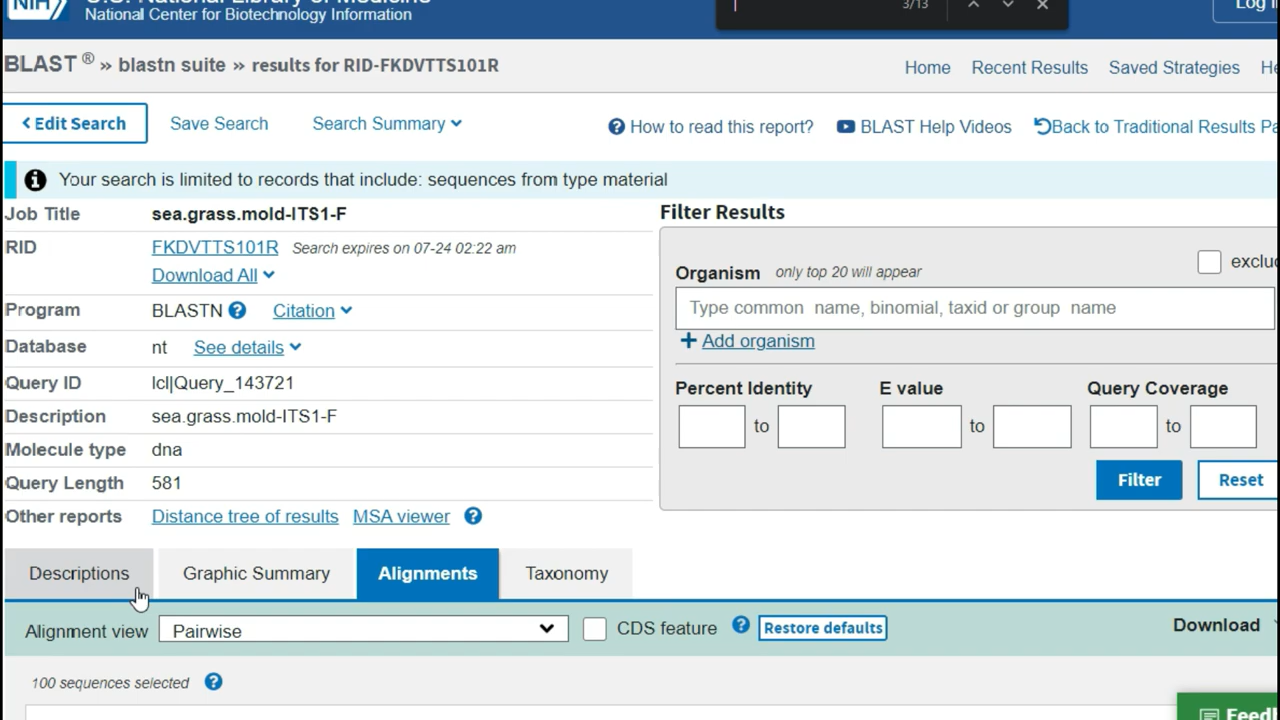 NIH
National Center for Biotechnology Information
3/13
BLAST ® » blastn suite » results for RID-FKDVTTS101R
Home Recent Results Saved Strategies
Edit Search Save Search Search Summary
How to read this report? BLAST Help Videos Back to Traditional Results
Your search is limited to records that include: sequences from type material
Job Title sea.grass.mold-ITS1-F
RID FKDVTTS101R Search expires on 07-24 02:22 am
Download All
Program BLASTN Citation
Database nt See details
Query ID lcl|Query_143721
Description sea.grass.mold-ITS1-F
Molecule type dna
Query Length 581
Other reports Distance tree of results MSA viewer
Filter Results
Organism only top 20 will appear
Type common name, binomial, taxid or group name
Add organism
Percent Identity E value Query Coverage
to to to
Filter Reset
Descriptions Graphic Summary Alignments Taxonomy
Alignment view Pairwise CDS feature Restore defaults Download
100 sequences selected